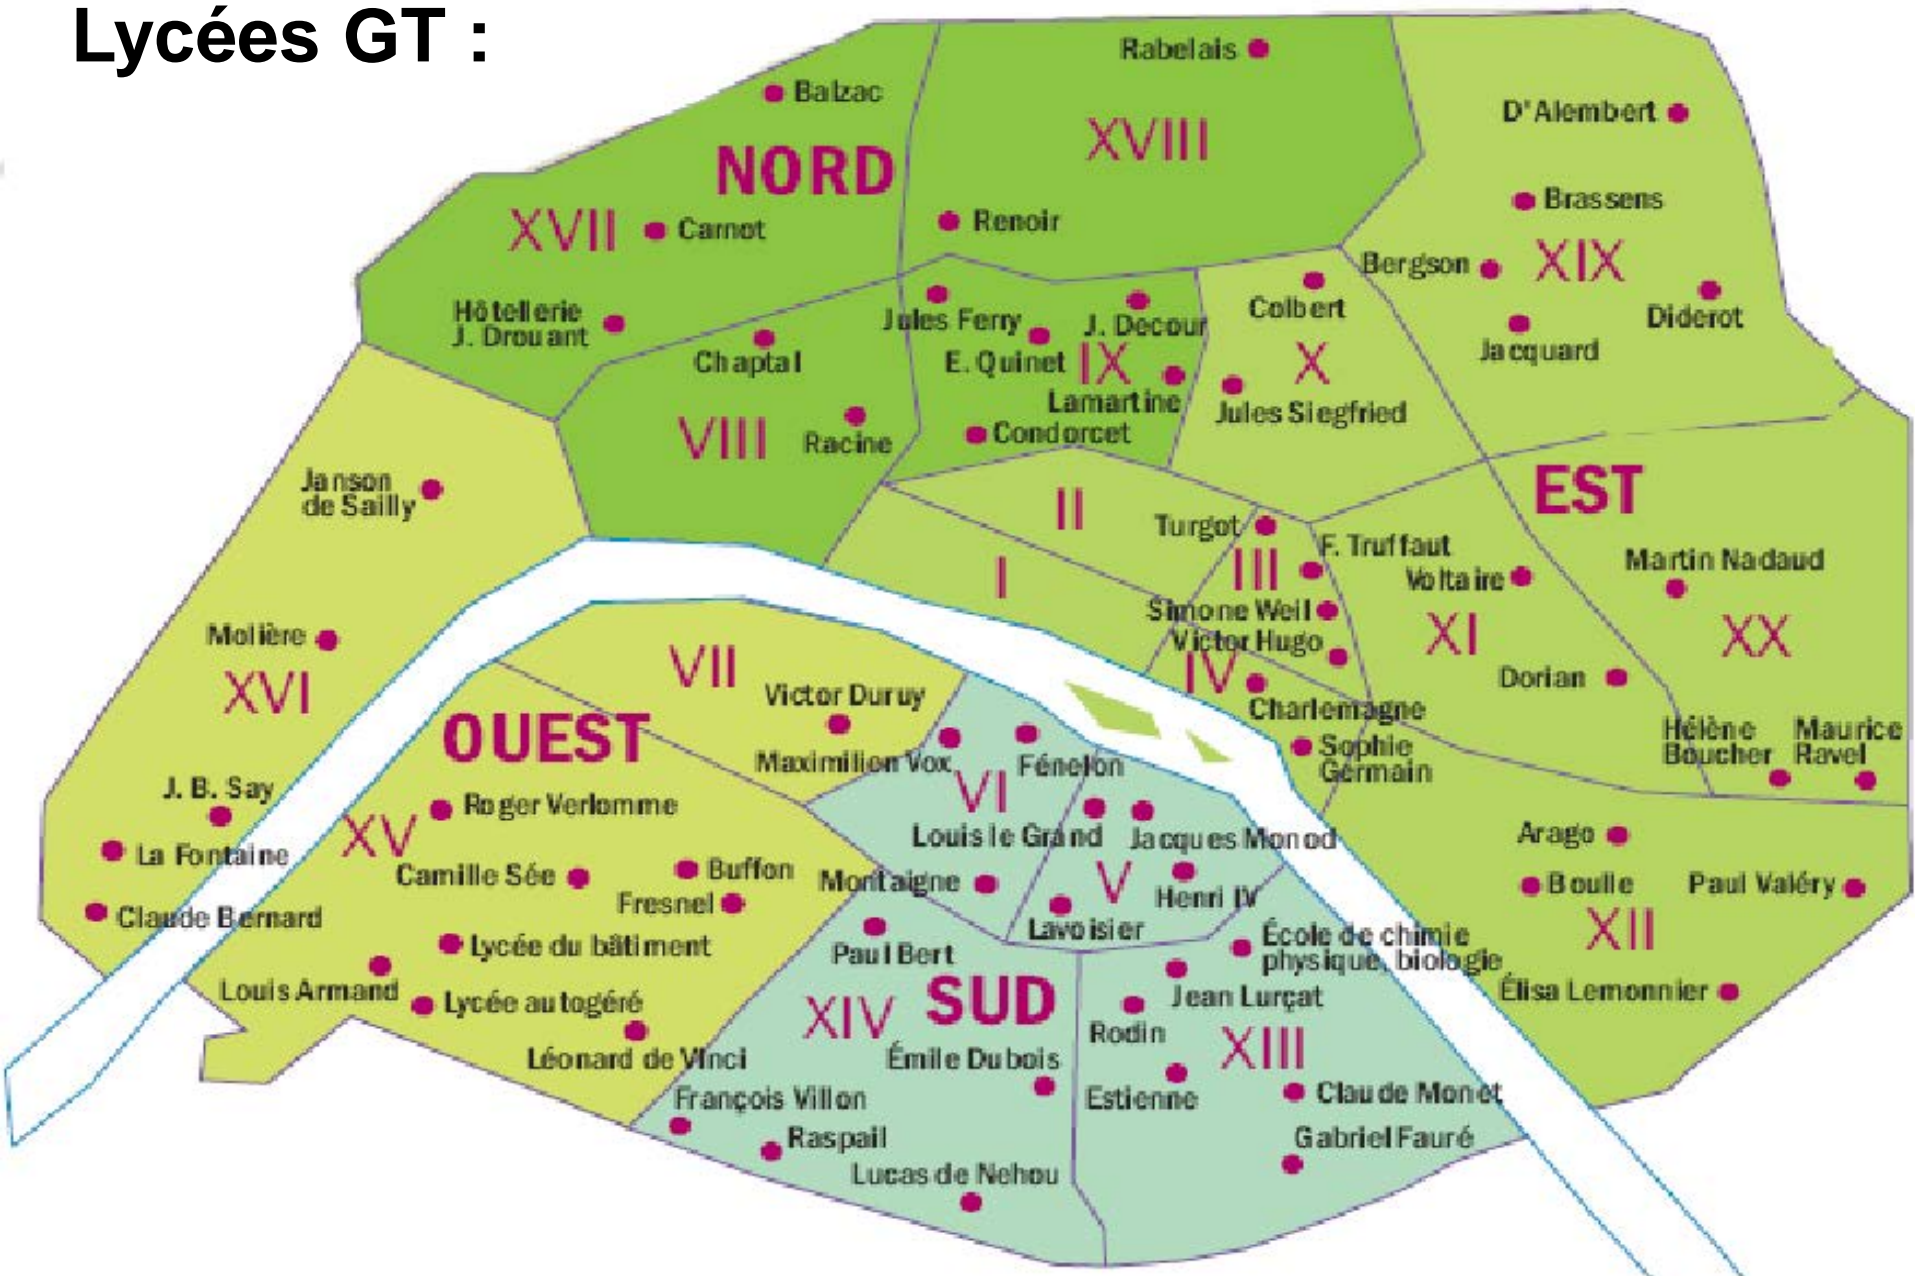 Lycées GT :
Rabelais
Balzac
D'Alembert
XVIII
NORD
Brassens
XVII
Carnot
Renoir
Bergson
XIX
Hôtellerie
J. Drouant
Jules Ferry
J. Decour
Colbert
Diderot
Chaptal
E. Quinet
IX
X
Jacquard
Lamartine
Jules Siegfried
VIII
Racine
Condorcet
Janson
de Sailly
II
EST
Turgot
F. Truffaut
I
III
Voltaire
Martin Nadaud
Simone Weil
Molière
Victor Hugo
XI
XX
XVI
VII
IV
Dorian
Victor Duruy
Charlemagne
OUEST
Hélène
Boucher
Maurice
Ravel
Maximilien Vox
Fénelon
Sophie
Germain
J. B. Say
VI
Roger Verlomme
XV
Louis le Grand
Jacques Monod
Arago
La Fontaine
Camille Sée
Buffon
Montaigne
V
Henri IV
Boulle
Paul Valéry
Fresnel
Claude Bernard
Lavoisier
XII
Lycée du bâtiment
Paul Bert
École de chimie
physique, biologie
Louis Armand
Lycée autogéré
XIV
SUD
Jean Lurçat
Élisa Lemonnier
Rodin
XIII
Léonard de Vinci
Émile Dubois
François Villon
Estienne
Claude Monet
Raspail
Gabriel Fauré
Lucas de Nehou